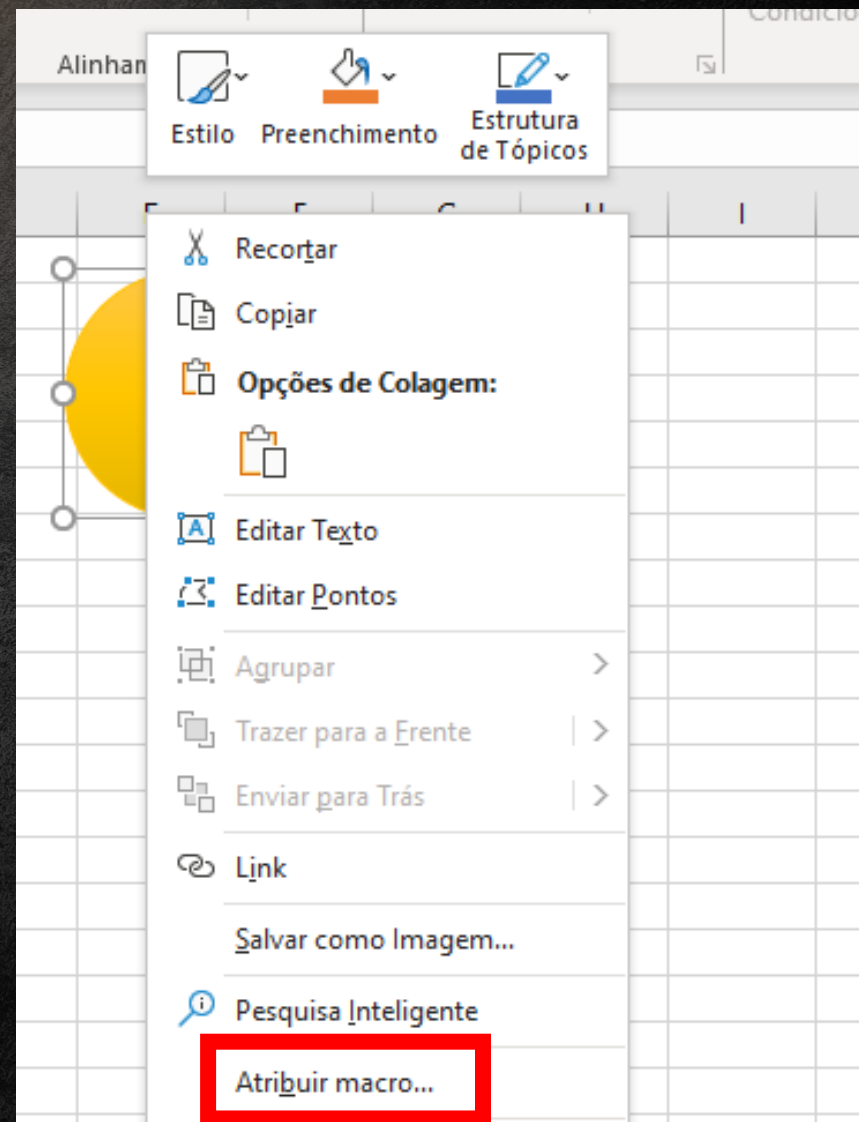 Alinham
Estilo
Preenchimento
Estrutura
de Tópicos
I
Recortar
Copiar
Opções de Colagem:
Editar Texto
Editar Pontos
Agrupar
Trazer para a Frente
Enviar para Trás
Link
Salvar como Imagem...
Pesquisa Inteligente
Atribuir macro...